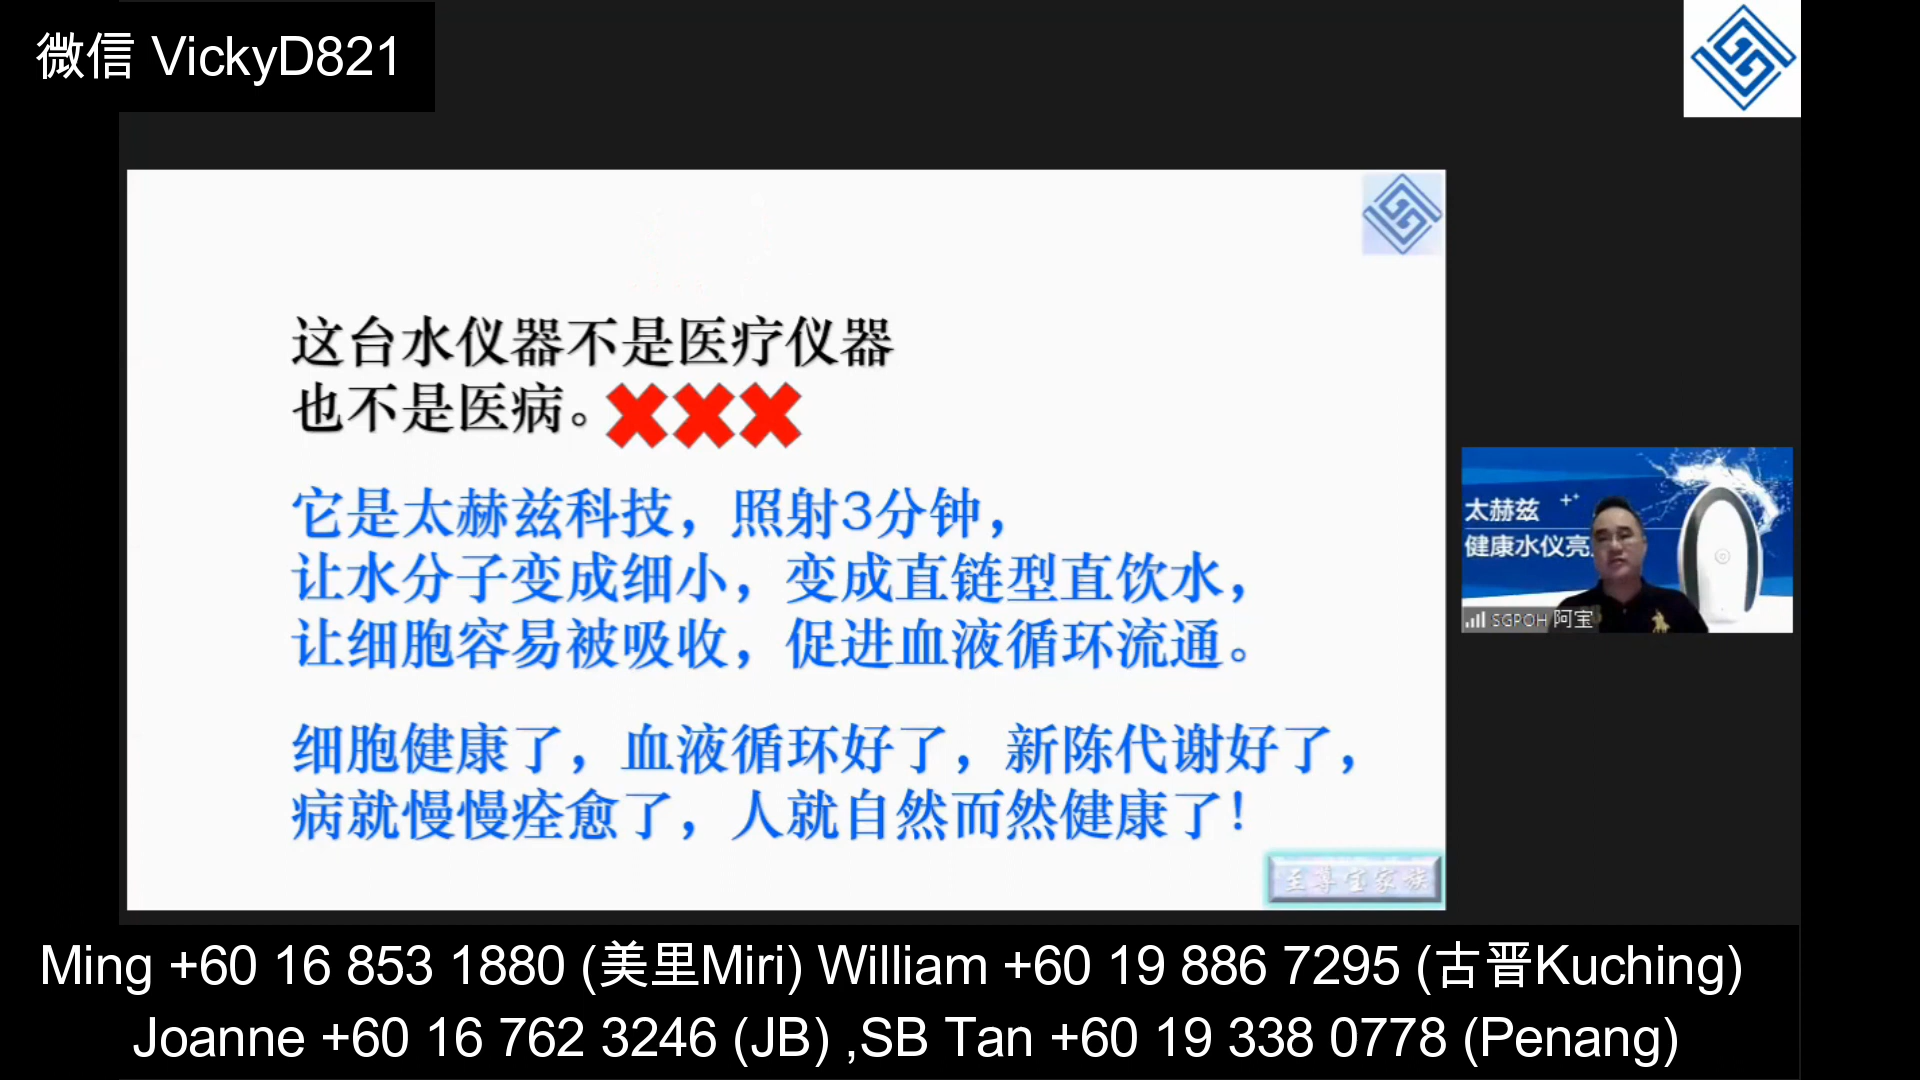 微信 VickyD821
这台水仪器不是医疗仪器
也不是医病。
它是太赫兹科技，照射3分钟，
让水分子变成细小，变成直链型直饮水，
让细胞容易被吸收，促进血液循环流通。
细胞健康了，血液循环好了，新陈代谢好了，
病就慢慢痊愈了，人就自然而然健康了！
至尊宝家族
太赫兹
健康水仪亮
SGPOH 阿宝
Ming +60 16 853 1880 (美里Miri) William +60 19 886 7295 (古晋Kuching)
Joanne +60 16 762 3246 (JB) ,SB Tan +60 19 338 0778 (Penang)